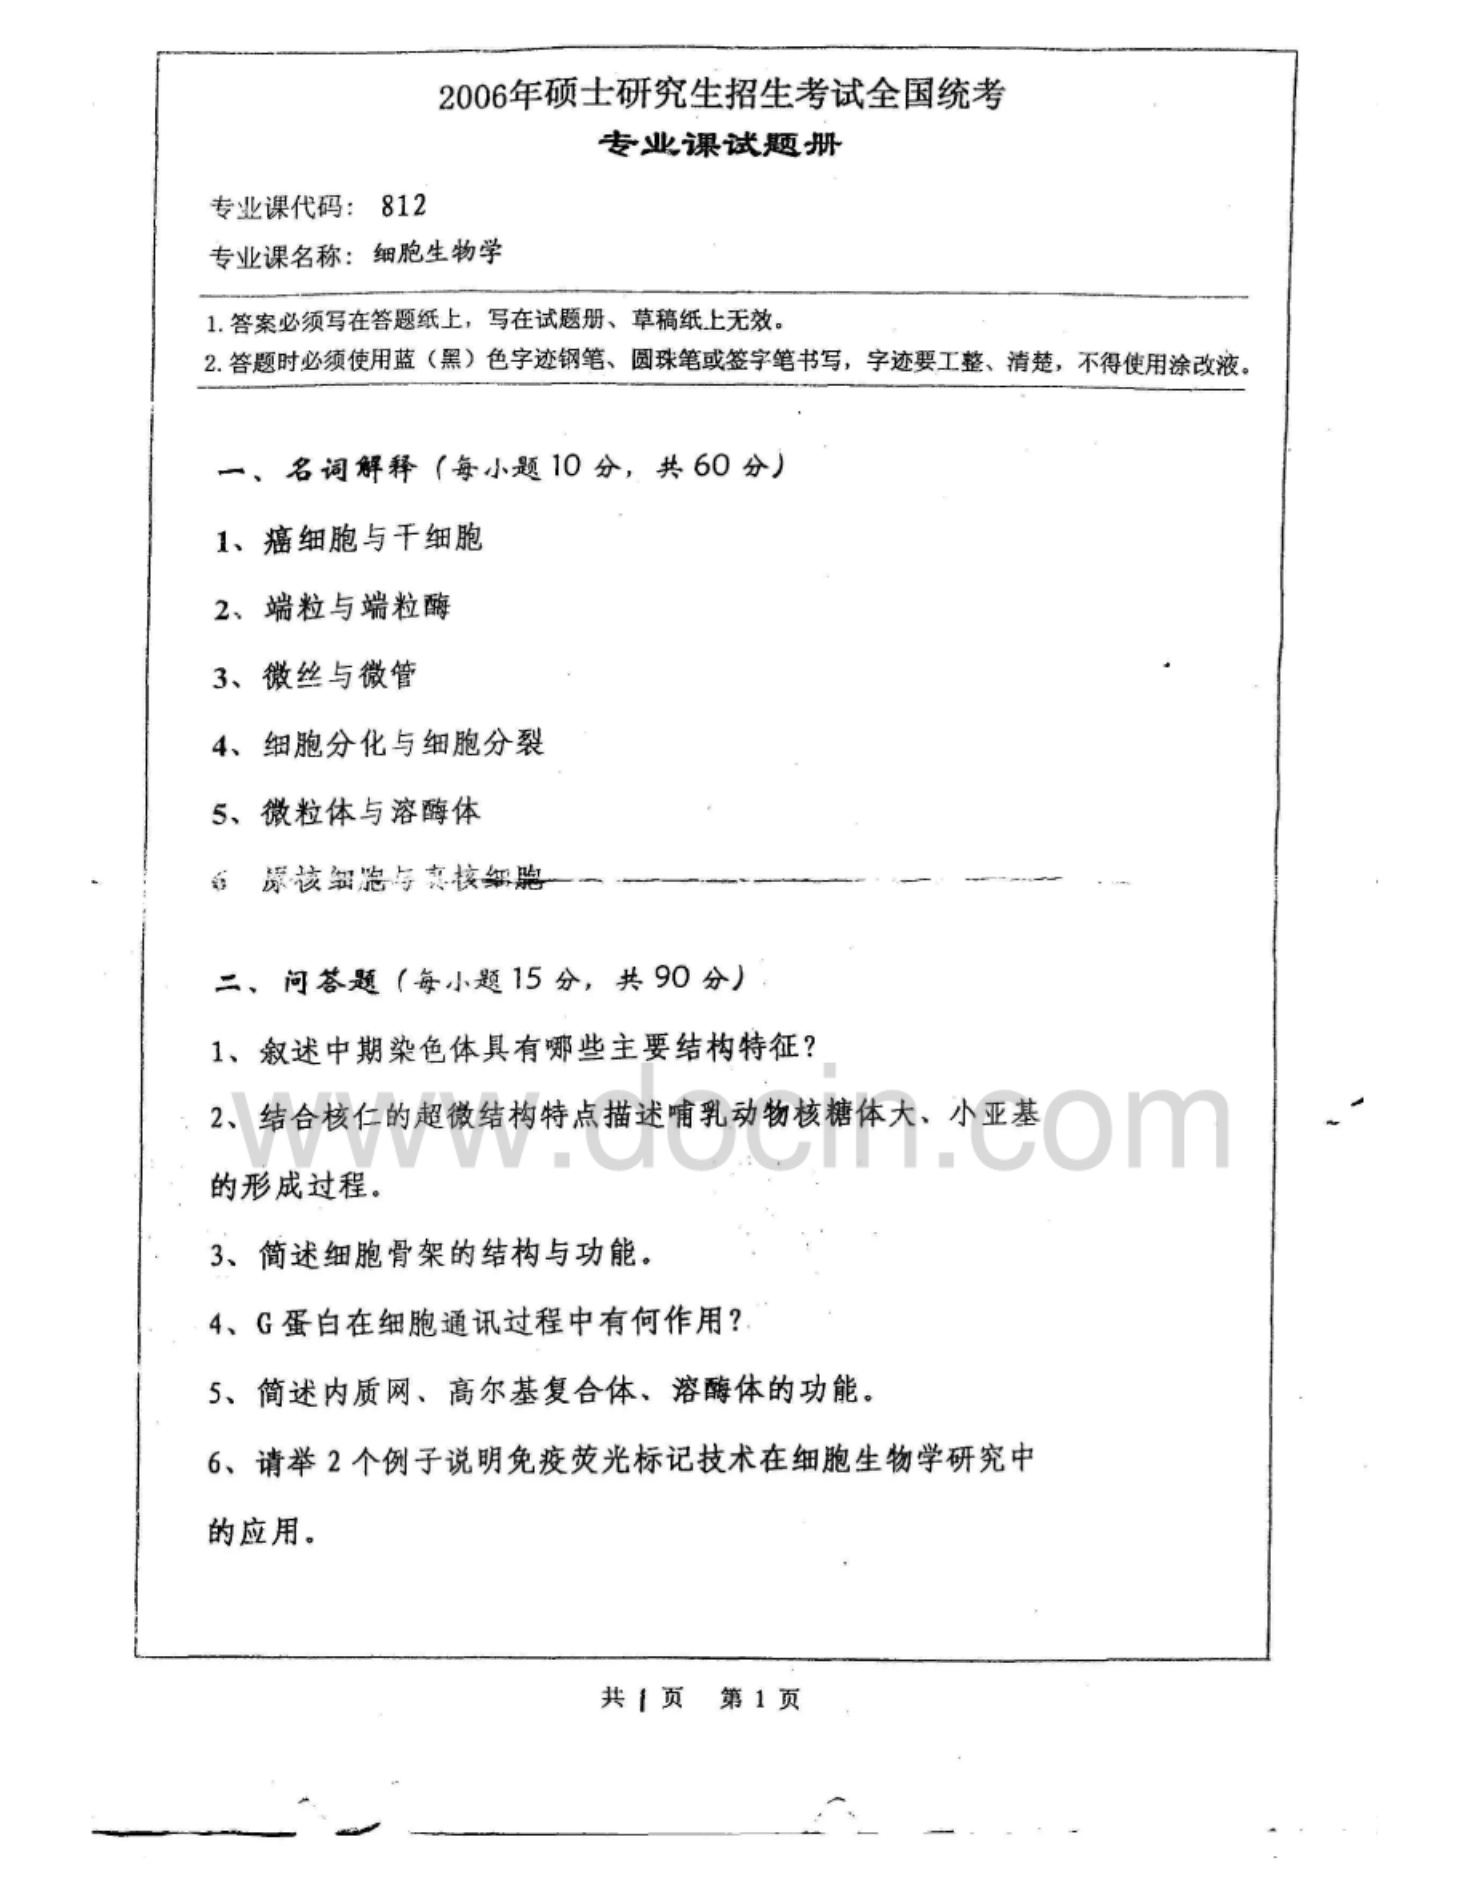 2006年硕士研究生招生考试全国统考
专业课试题册
专业课代码： 812
专业课名称： 细胞生物学
1. 答案必须写在答题纸上，写在试题册、草稿纸上无效。
2. 答题时必须使用蓝（黑）色字迹钢笔、圆珠笔或签字笔书写，字迹要工整、清楚，不得使用涂改液。
一、名词解释（每小题 10 分，共 60 分）
1、癌细胞与干细胞
2、端粒与端粒酶
3、微丝与微管
4、细胞分化与细胞分裂
5、微粒体与溶酶体
6 原核细胞与真核细胞
二、问答题（每小题 15 分，共 90 分）
1、叙述中期染色体具有哪些主要结构特征？
2、结合核仁的超微结构特点描述哺乳动物核糖体大、小亚基
www.docin.com
的形成过程。
3、简述细胞骨架的结构与功能。
4、G 蛋白在细胞通讯过程中有何作用？
5、简述内质网、高尔基复合体、溶酶体的功能。
6、请举 2 个例子说明免疫荧光标记技术在细胞生物学研究中
的应用。
共 1 页 第 1 页